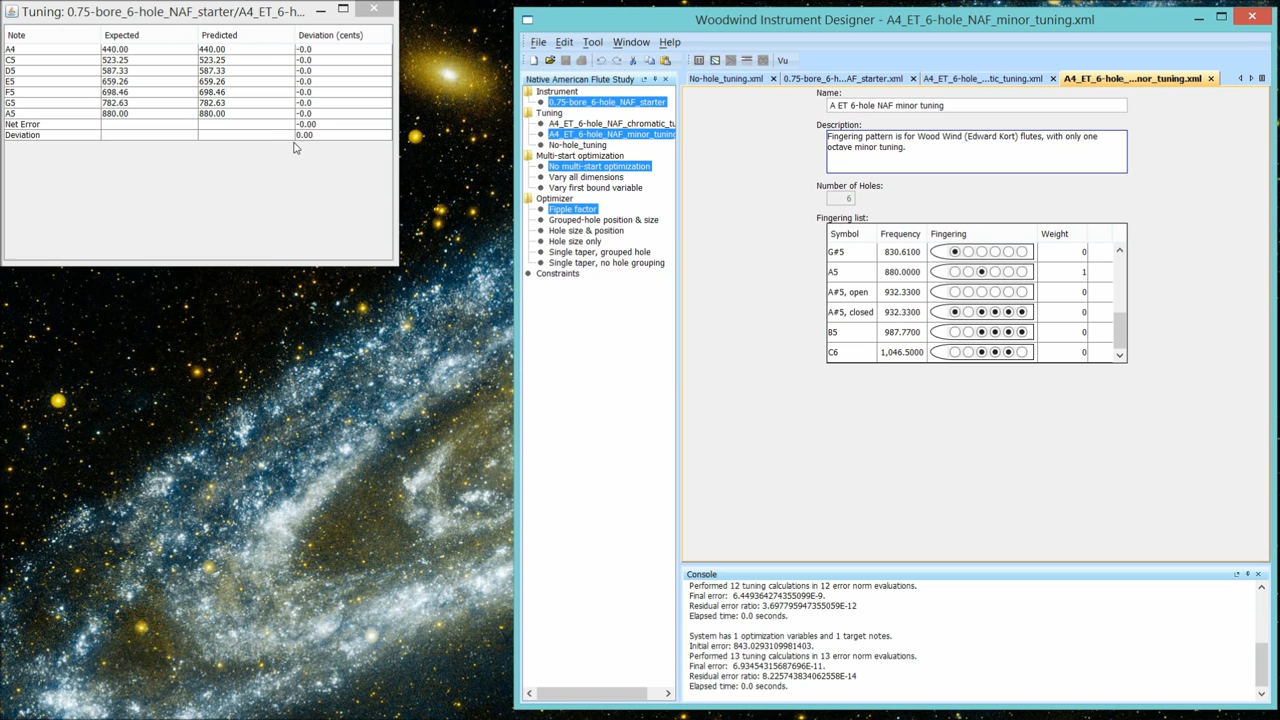 Tuning: 0.75-bore_6-hole_NAF_starter/A4_ET_6-h...
Note Expected Predicted Deviation (cents)
A4 440.00 440.00 -0.0
C5 523.25 523.25 -0.0
D5 587.33 587.33 -0.0
E5 659.26 659.26 -0.0
F5 698.46 698.46 -0.0
G5 782.63 782.63 -0.0
A5 880.00 880.00 -0.0
Net Error -0.00
Deviation 0.00
Woodwind Instrument Designer - A4_ET_6-hole_NAF_minor_tuning.xml
File Edit Tool Window Help
Vu
Native American Flute Study
Instrument
0.75-bore_6-hole_NAF_starter
Tuning
A4_ET_6-hole_NAF_chromatic_tu
A4_ET_6-hole_NAF_minor_tuning
No-hole_tuning
Multi-start optimization
No multi-start optimization
Vary all dimensions
Vary first bound variable
Optimizer
Fipple factor
Grouped-hole position & size
Hole size & position
Hole size only
Single taper, grouped hole
Single taper, no hole grouping
Constraints
No-hole_tuning.xml 0.75-bore_6-h...AF_starter.xml A4_ET_6-hole_...tic_tuning.xml A4_ET_6-hole_...nor_tuning.xml
Name:
A ET 6-hole NAF minor tuning
Description:
Fingering pattern is for Wood Wind (Edward Kort) flutes, with only one
octave minor tuning.
Number of Holes:
6
Fingering list:
Symbol Frequency Fingering Weight
G#5 830.6100 0
A5 880.0000 1
A#5, open 932.3300 0
A#5, closed 932.3300 0
B5 987.7700 0
C6 1,046.5000 0
Console
Performed 12 tuning calculations in 12 error norm evaluations.
Final error: 6.449364274355099E-9.
Residual error ratio: 3.697795947355059E-12
Elapsed time: 0.0 seconds.
System has 1 optimization variables and 1 target notes.
Initial error: 843.0293109981403.
Performed 13 tuning calculations in 13 error norm evaluations.
Final error: 6.93454315687696E-11.
Residual error ratio: 8.225743834062558E-14
Elapsed time: 0.0 seconds.